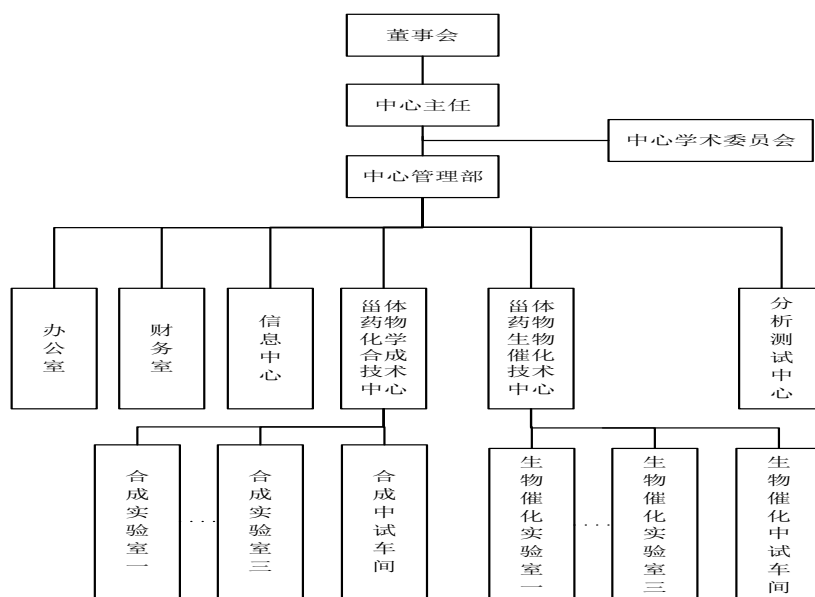 董事会
中心主任
中心学术委员会
中心管理部
办公室
财务室
信息中心
甾体药物化学合成技术中心
甾体药物生物催化技术中心
分析测试中心
合成实验室一
...
合成实验室三
合成中试车间
生物催化实验室一
...
生物催化实验室三
生物催化中试车间